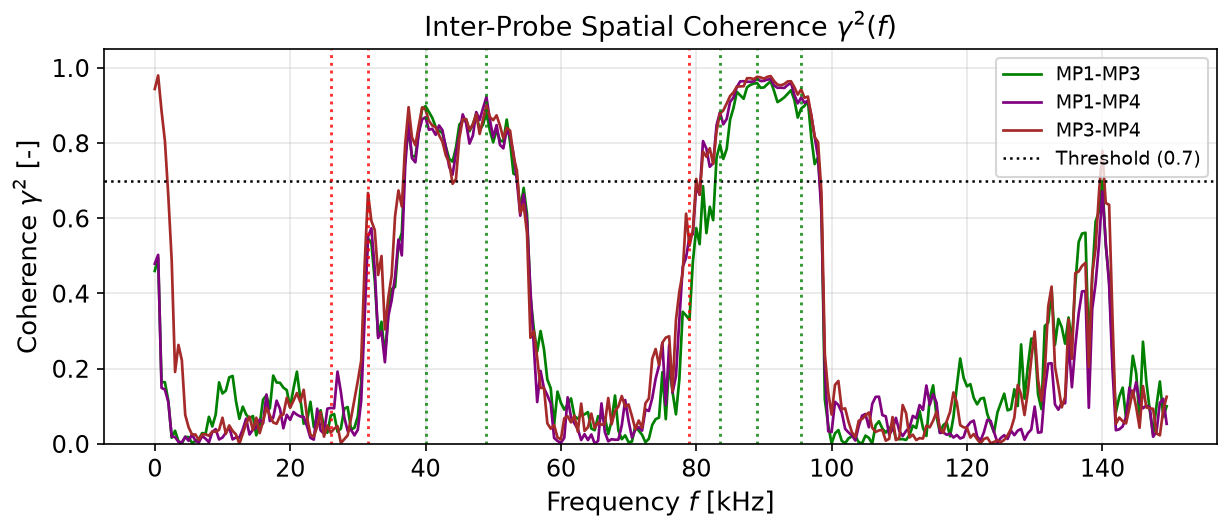 Inter-Probe Spatial Coherence γ²(f)
Coherence γ² [-]
1.0
0.8
0.6
0.4
0.2
0.0
MP1-MP3
MP1-MP4
MP3-MP4
Threshold (0.7)
0 20 40 60 80 100 120 140
Frequency f [kHz]